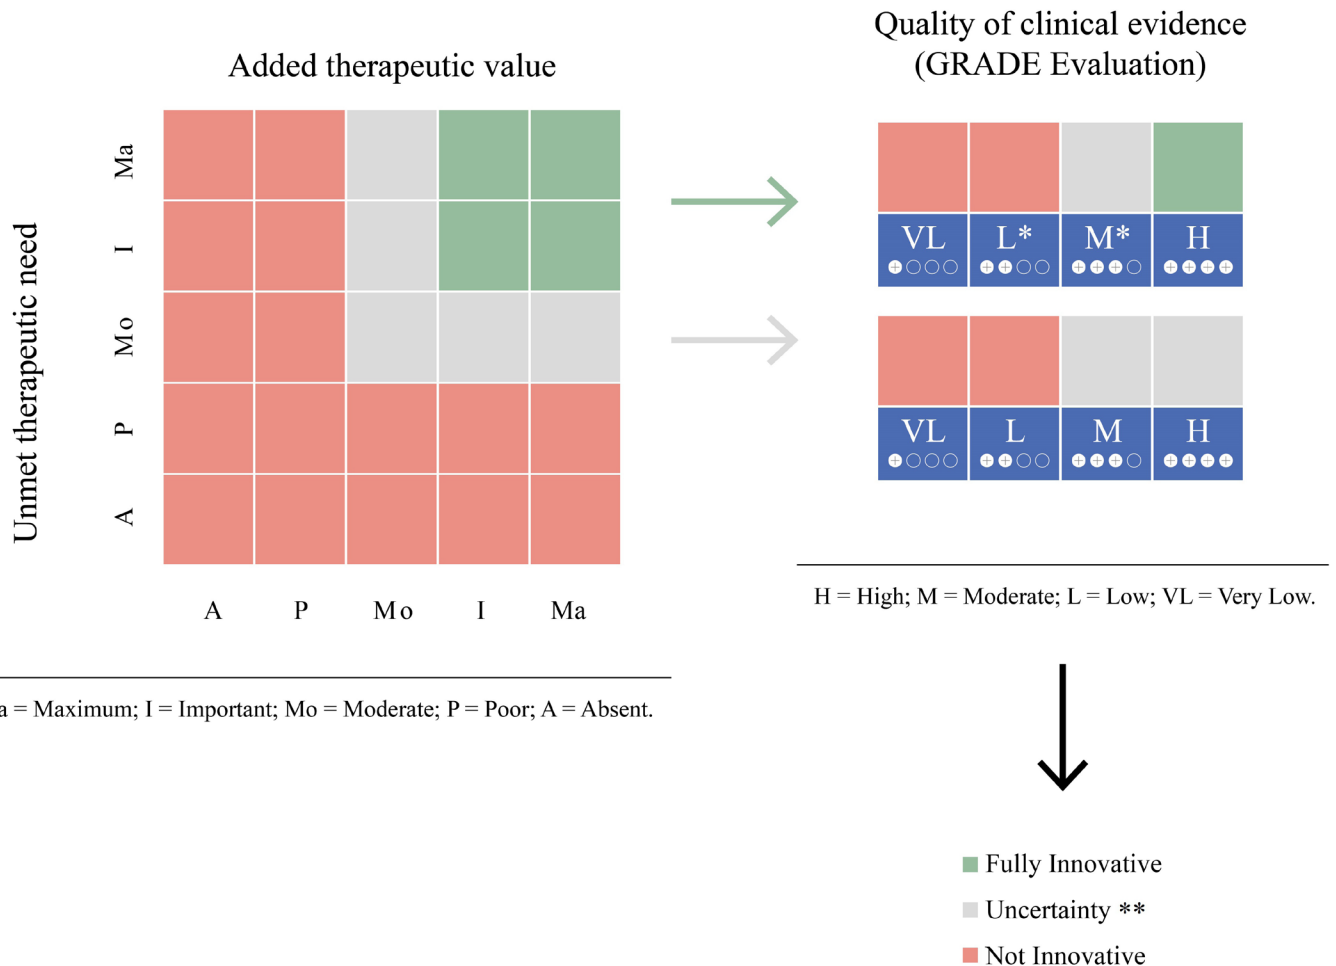 Added therapeutic value
Quality of clinical evidence
(GRADE Evaluation)
Unmet therapeutic need
Ma
I
Mo
P
A
A P Mo I Ma
a = Maximum; I = Important; Mo = Moderate; P = Poor; A = Absent.
VL L* M* H
VL L M H
H = High; M = Moderate; L = Low; VL = Very Low.
Fully Innovative
Uncertainty **
Not Innovative